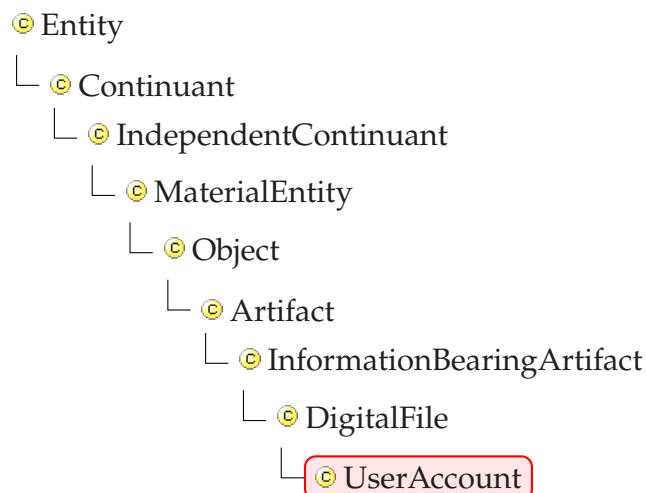 C Entity
C Continuant
C IndependentContinuant
C MaterialEntity
C Object
C Artifact
C InformationBearingArtifact
C DigitalFile
C UserAccount